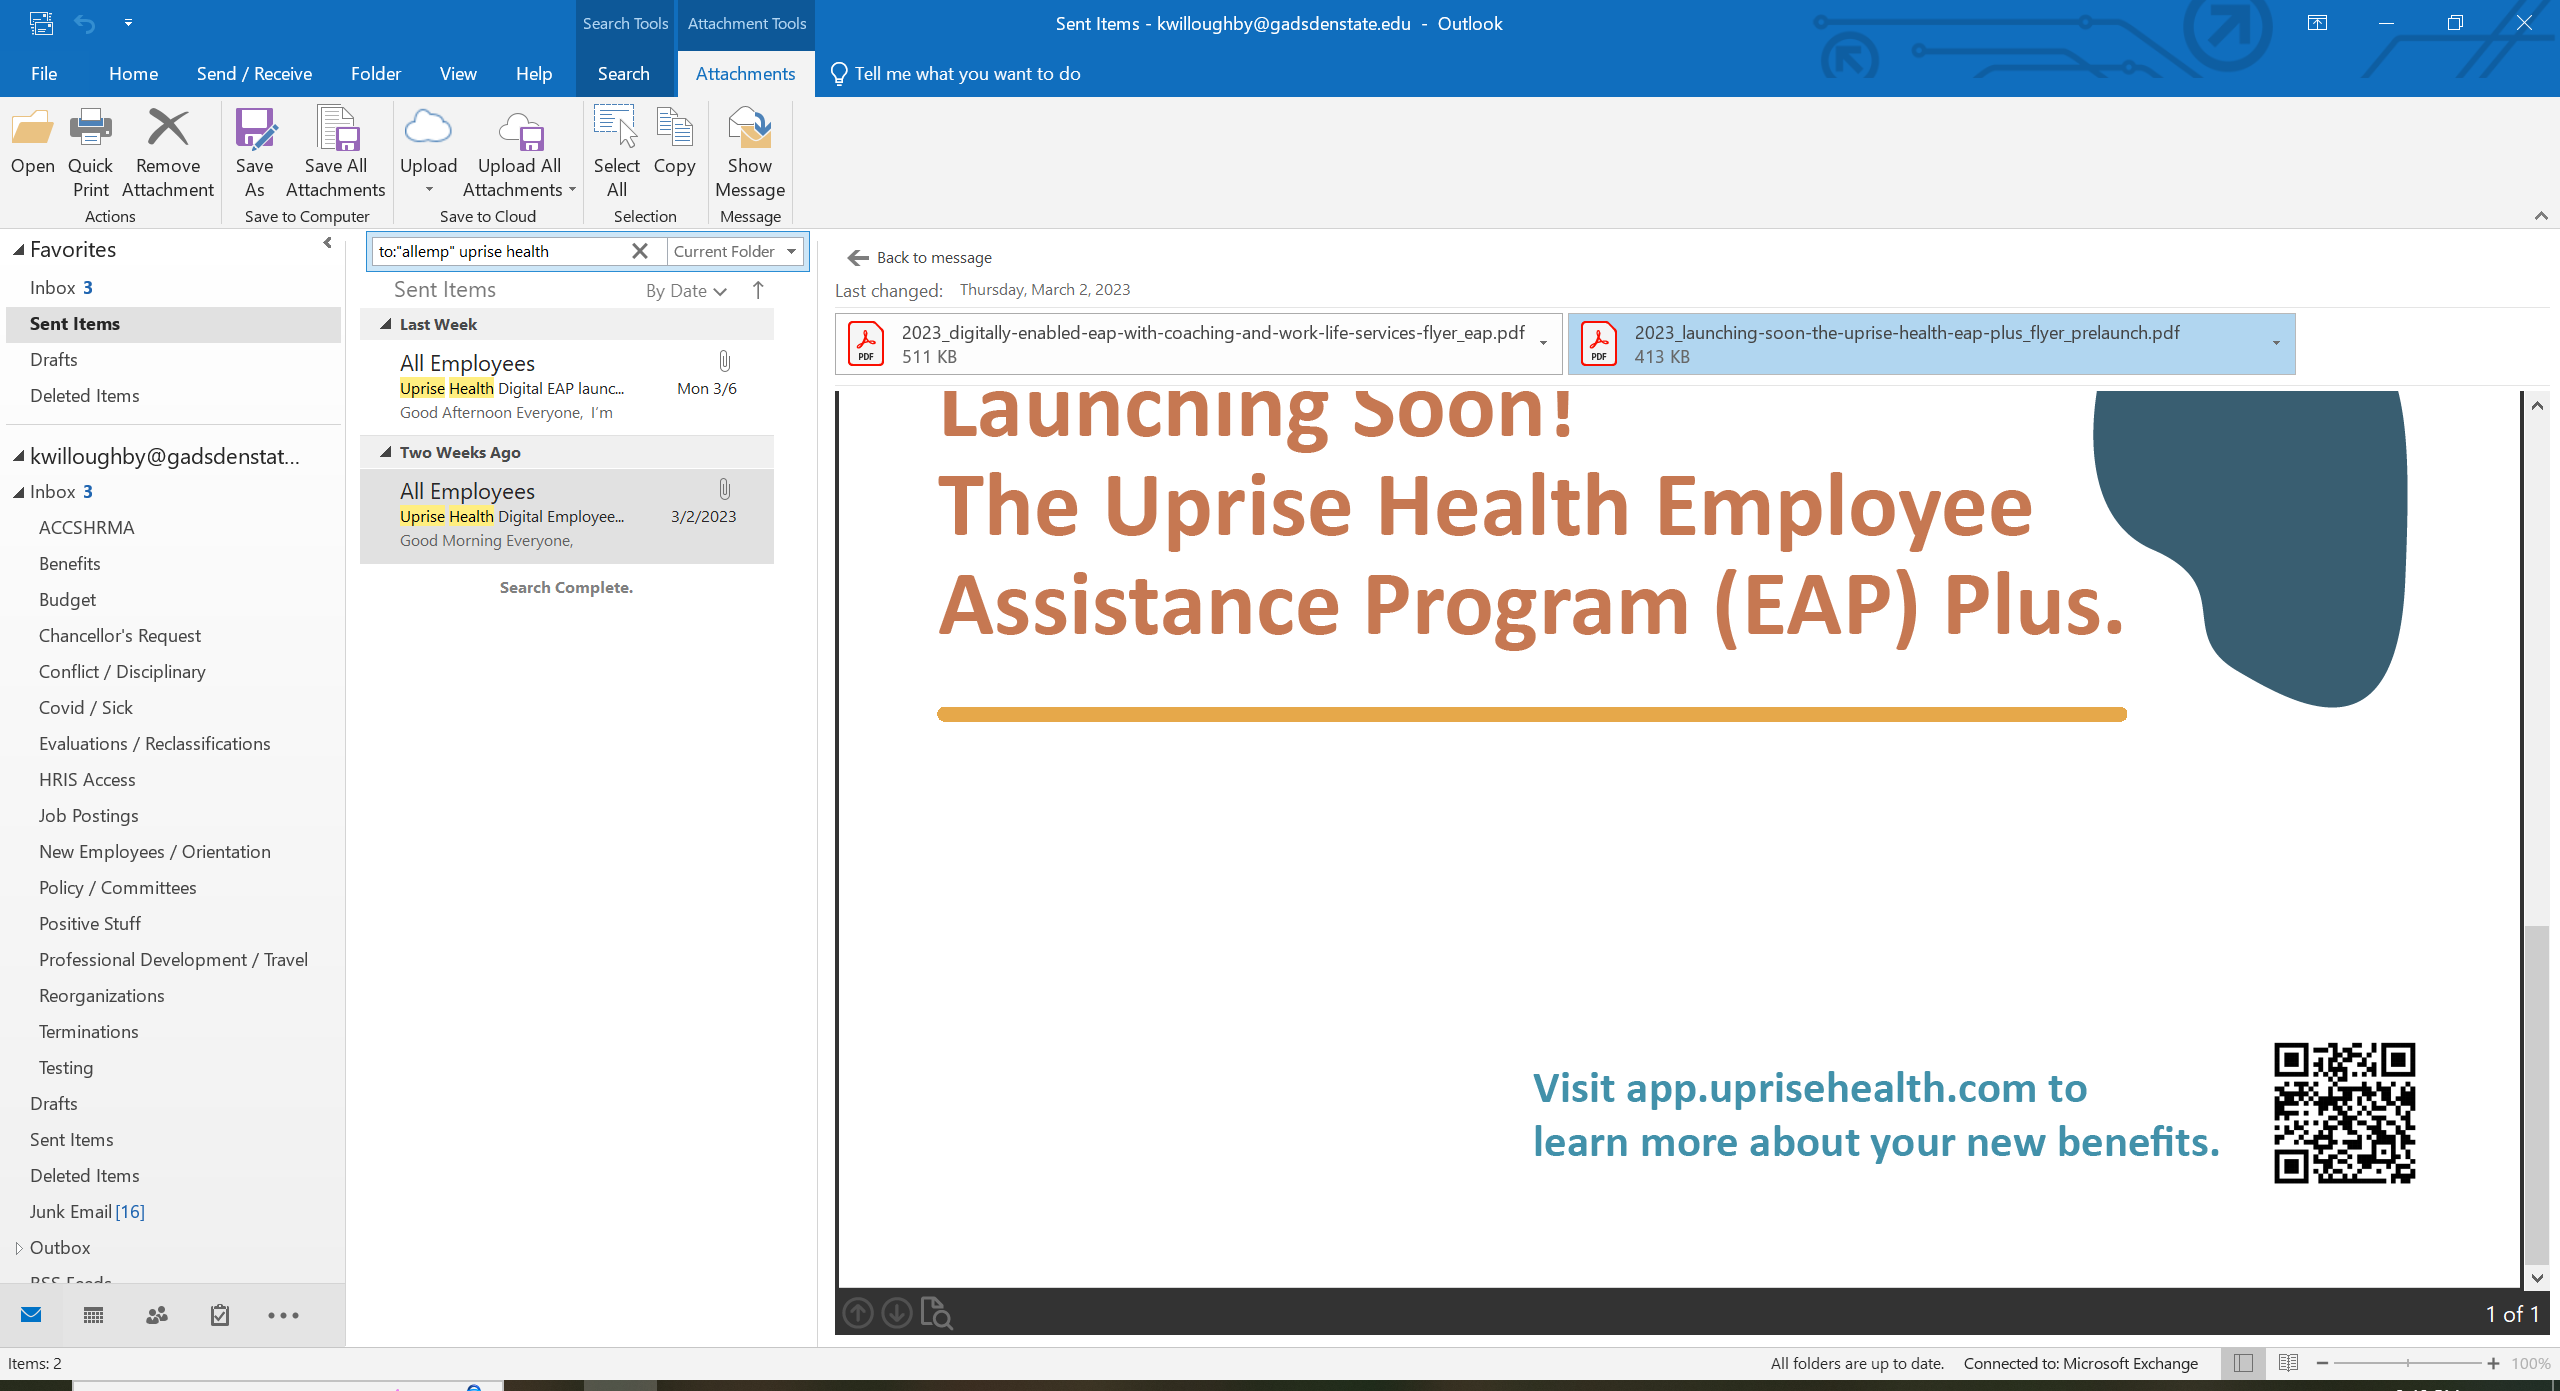 Search Tools
Attachment Tools
Sent Items - kwilloughby@gadsdenstate.edu - Outlook
File
Home
Send / Receive
Folder
View
Help
Search
Attachments
Tell me what you want to do
Open
Quick Print
Remove Attachment
Save As
Save All Attachments
Upload
Upload All Attachments
Select All
Copy
Show Message
Actions
Save to Computer
Save to Cloud
Selection
Message
Favorites
Inbox 3
Sent Items
Drafts
Deleted Items
kwilloughby@gadsdenstat...
Inbox 3
ACCSHRMA
Benefits
Budget
Chancellor's Request
Conflict / Disciplinary
Covid / Sick
Evaluations / Reclassifications
HRIS Access
Job Postings
New Employees / Orientation
Policy / Committees
Positive Stuff
Professional Development / Travel
Reorganizations
Terminations
Testing
Drafts
Sent Items
Deleted Items
Junk Email [16]
Outbox
RSS Feeds
to:"allemp" uprise health
Current Folder
Sent Items
By Date
Last Week
All Employees
Uprise Health Digital EAP launc...
Mon 3/6
Good Afternoon Everyone, I'm
Two Weeks Ago
All Employees
Uprise Health Digital Employee...
3/2/2023
Good Morning Everyone,
Search Complete.
Back to message
Last changed: Thursday, March 2, 2023
2023_digitally-enabled-eap-with-coaching-and-work-life-services-flyer_eap.pdf
511 KB
PDF
2023_launching-soon-the-uprise-health-eap-plus_flyer_prelaunch.pdf
413 KB
PDF
Launching Soon!
The Uprise Health Employee
Assistance Program (EAP) Plus.
Visit app.uprisehealth.com to
learn more about your new benefits.
1 of 1
Items: 2
All folders are up to date.
Connected to: Microsoft Exchange
100%